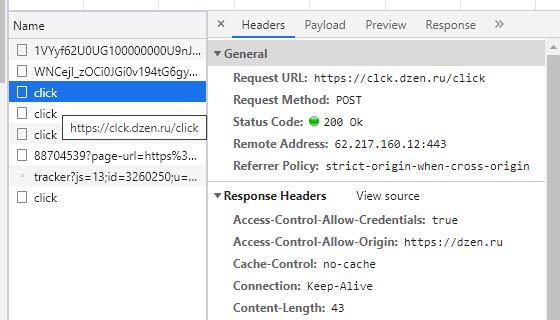 Name
1VYyf62U0UG100000000U9nJ...
WNCejI_zOCi0JGi0v194tG6gy...
click
click
click
https://clck.dzen.ru/click
88704539?page-url=https%3...
tracker?js=13;id=3260250;u=...
click
Headers Payload Preview Response
General
Request URL: https://clck.dzen.ru/click
Request Method: POST
Status Code: 200 Ok
Remote Address: 62.217.160.12:443
Referrer Policy: strict-origin-when-cross-origin
Response Headers View source
Access-Control-Allow-Credentials: true
Access-Control-Allow-Origin: https://dzen.ru
Cache-Control: no-cache
Connection: Keep-Alive
Content-Length: 43